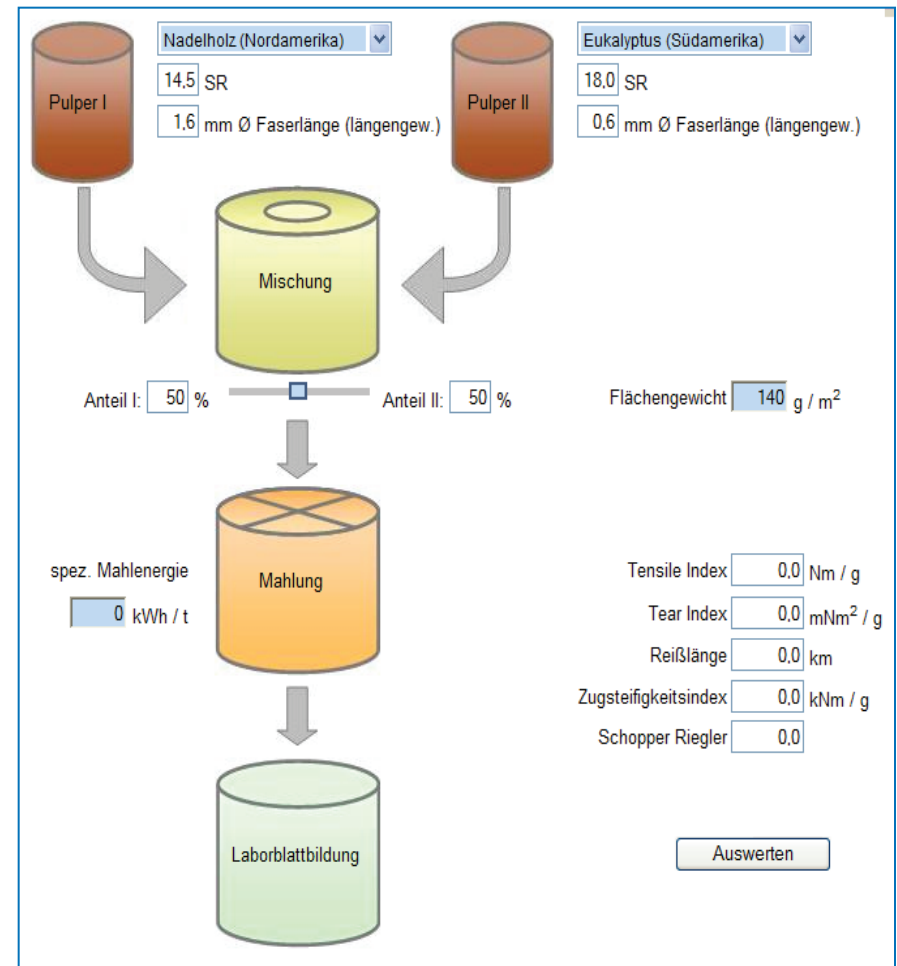 Nadelholz (Nordamerika)
14,5 SR
1,6 mm Ø Faserlänge (längengew.)
Pulper I
Eukalyptus (Südamerika)
18,0 SR
0,6 mm Ø Faserlänge (längengew.)
Pulper II
Mischung
Anteil I: 50 %
Anteil II: 50 %
Flächengewicht 140 g / m²
spez. Mahlenergie
0 kWh / t
Mahlung
Tensile Index 0,0 Nm / g
Tear Index 0,0 mNm² / g
Reißlänge 0,0 km
Zugsteifigkeitsindex 0,0 kNm / g
Schopper Riegler 0,0
Laborblattbildung
Auswerten